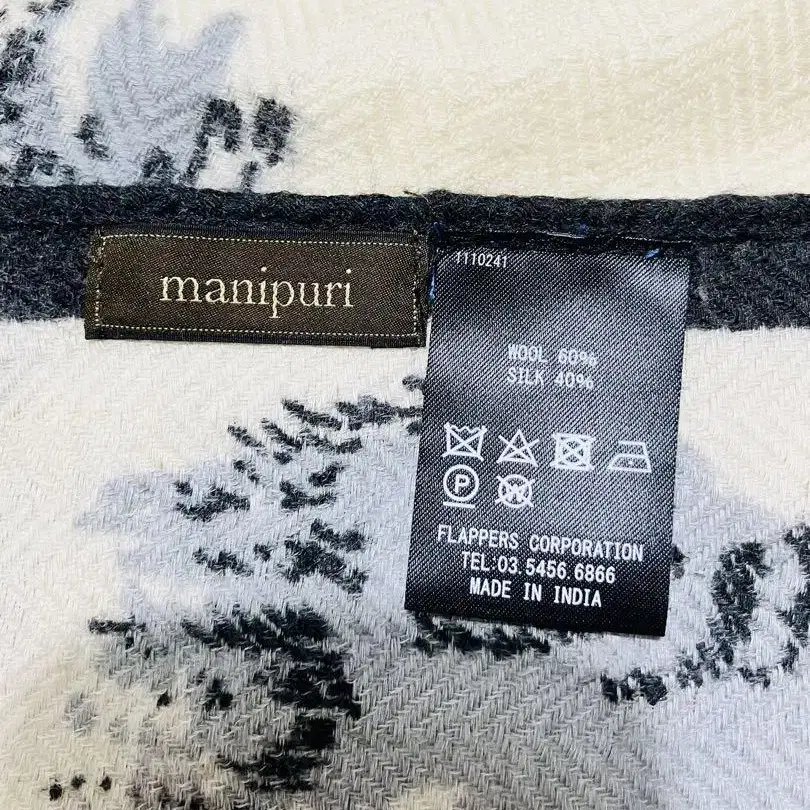 manipuri
1110241
WOOL 60%
SILK 40%
P
W
FLAPPERS CORPORATION
TEL:03.5456.6866
MADE IN INDIA